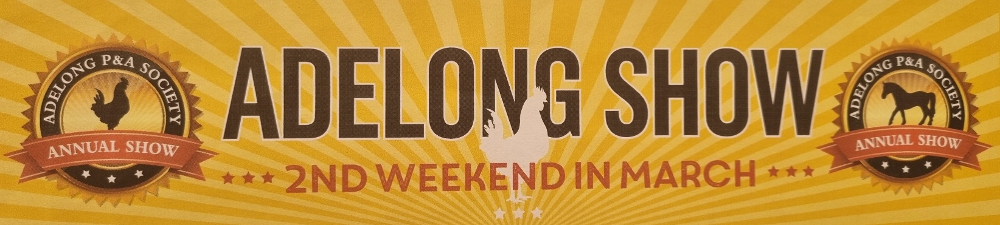 ADELONG P&A SOCIETY
ANNUAL SHOW
ADELONG SHOW
2ND WEEKEND IN MARCH
ADELONG P&A SOCIETY
ANNUAL SHOW